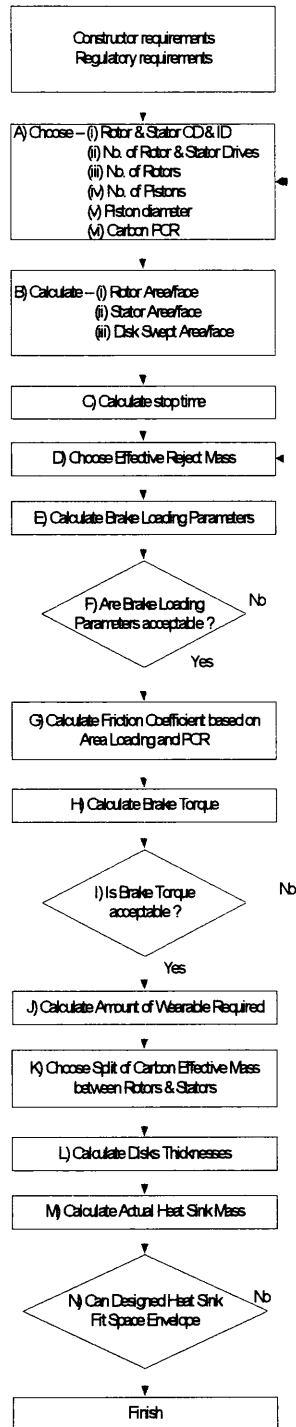 Constructor requirements
Regulatory requirements
A) Choose – (i) Rotor & Stator OD & ID
(ii) No. of Rotor & Stator Drives
(iii) No. of Rotors
(iv) No. of Pistons
(v) Piston diameter
(vi) Carbon PCR
B) Calculate – (i) Rotor Area/face
(ii) Stator Area/face
(iii) Disk Swept Area/face
C) Calculate stop time
D) Choose Effective Reject Mass
E) Calculate Brake Loading Parameters
F) Are Brake Loading
Parameters acceptable ?
No
Yes
G) Calculate Friction Coefficient based on
Area Loading and PCR
H) Calculate Brake Torque
I) Is Brake Torque
acceptable ?
No
Yes
J) Calculate Amount of Wearable Required
K) Choose Split of Carbon Effective Mass
between Rotors & Stators
L) Calculate Disks Thicknesses
M) Calculate Actual Heat Sink Mass
N) Can Designed Heat Sink
Fit Space Envelope
No
Finish